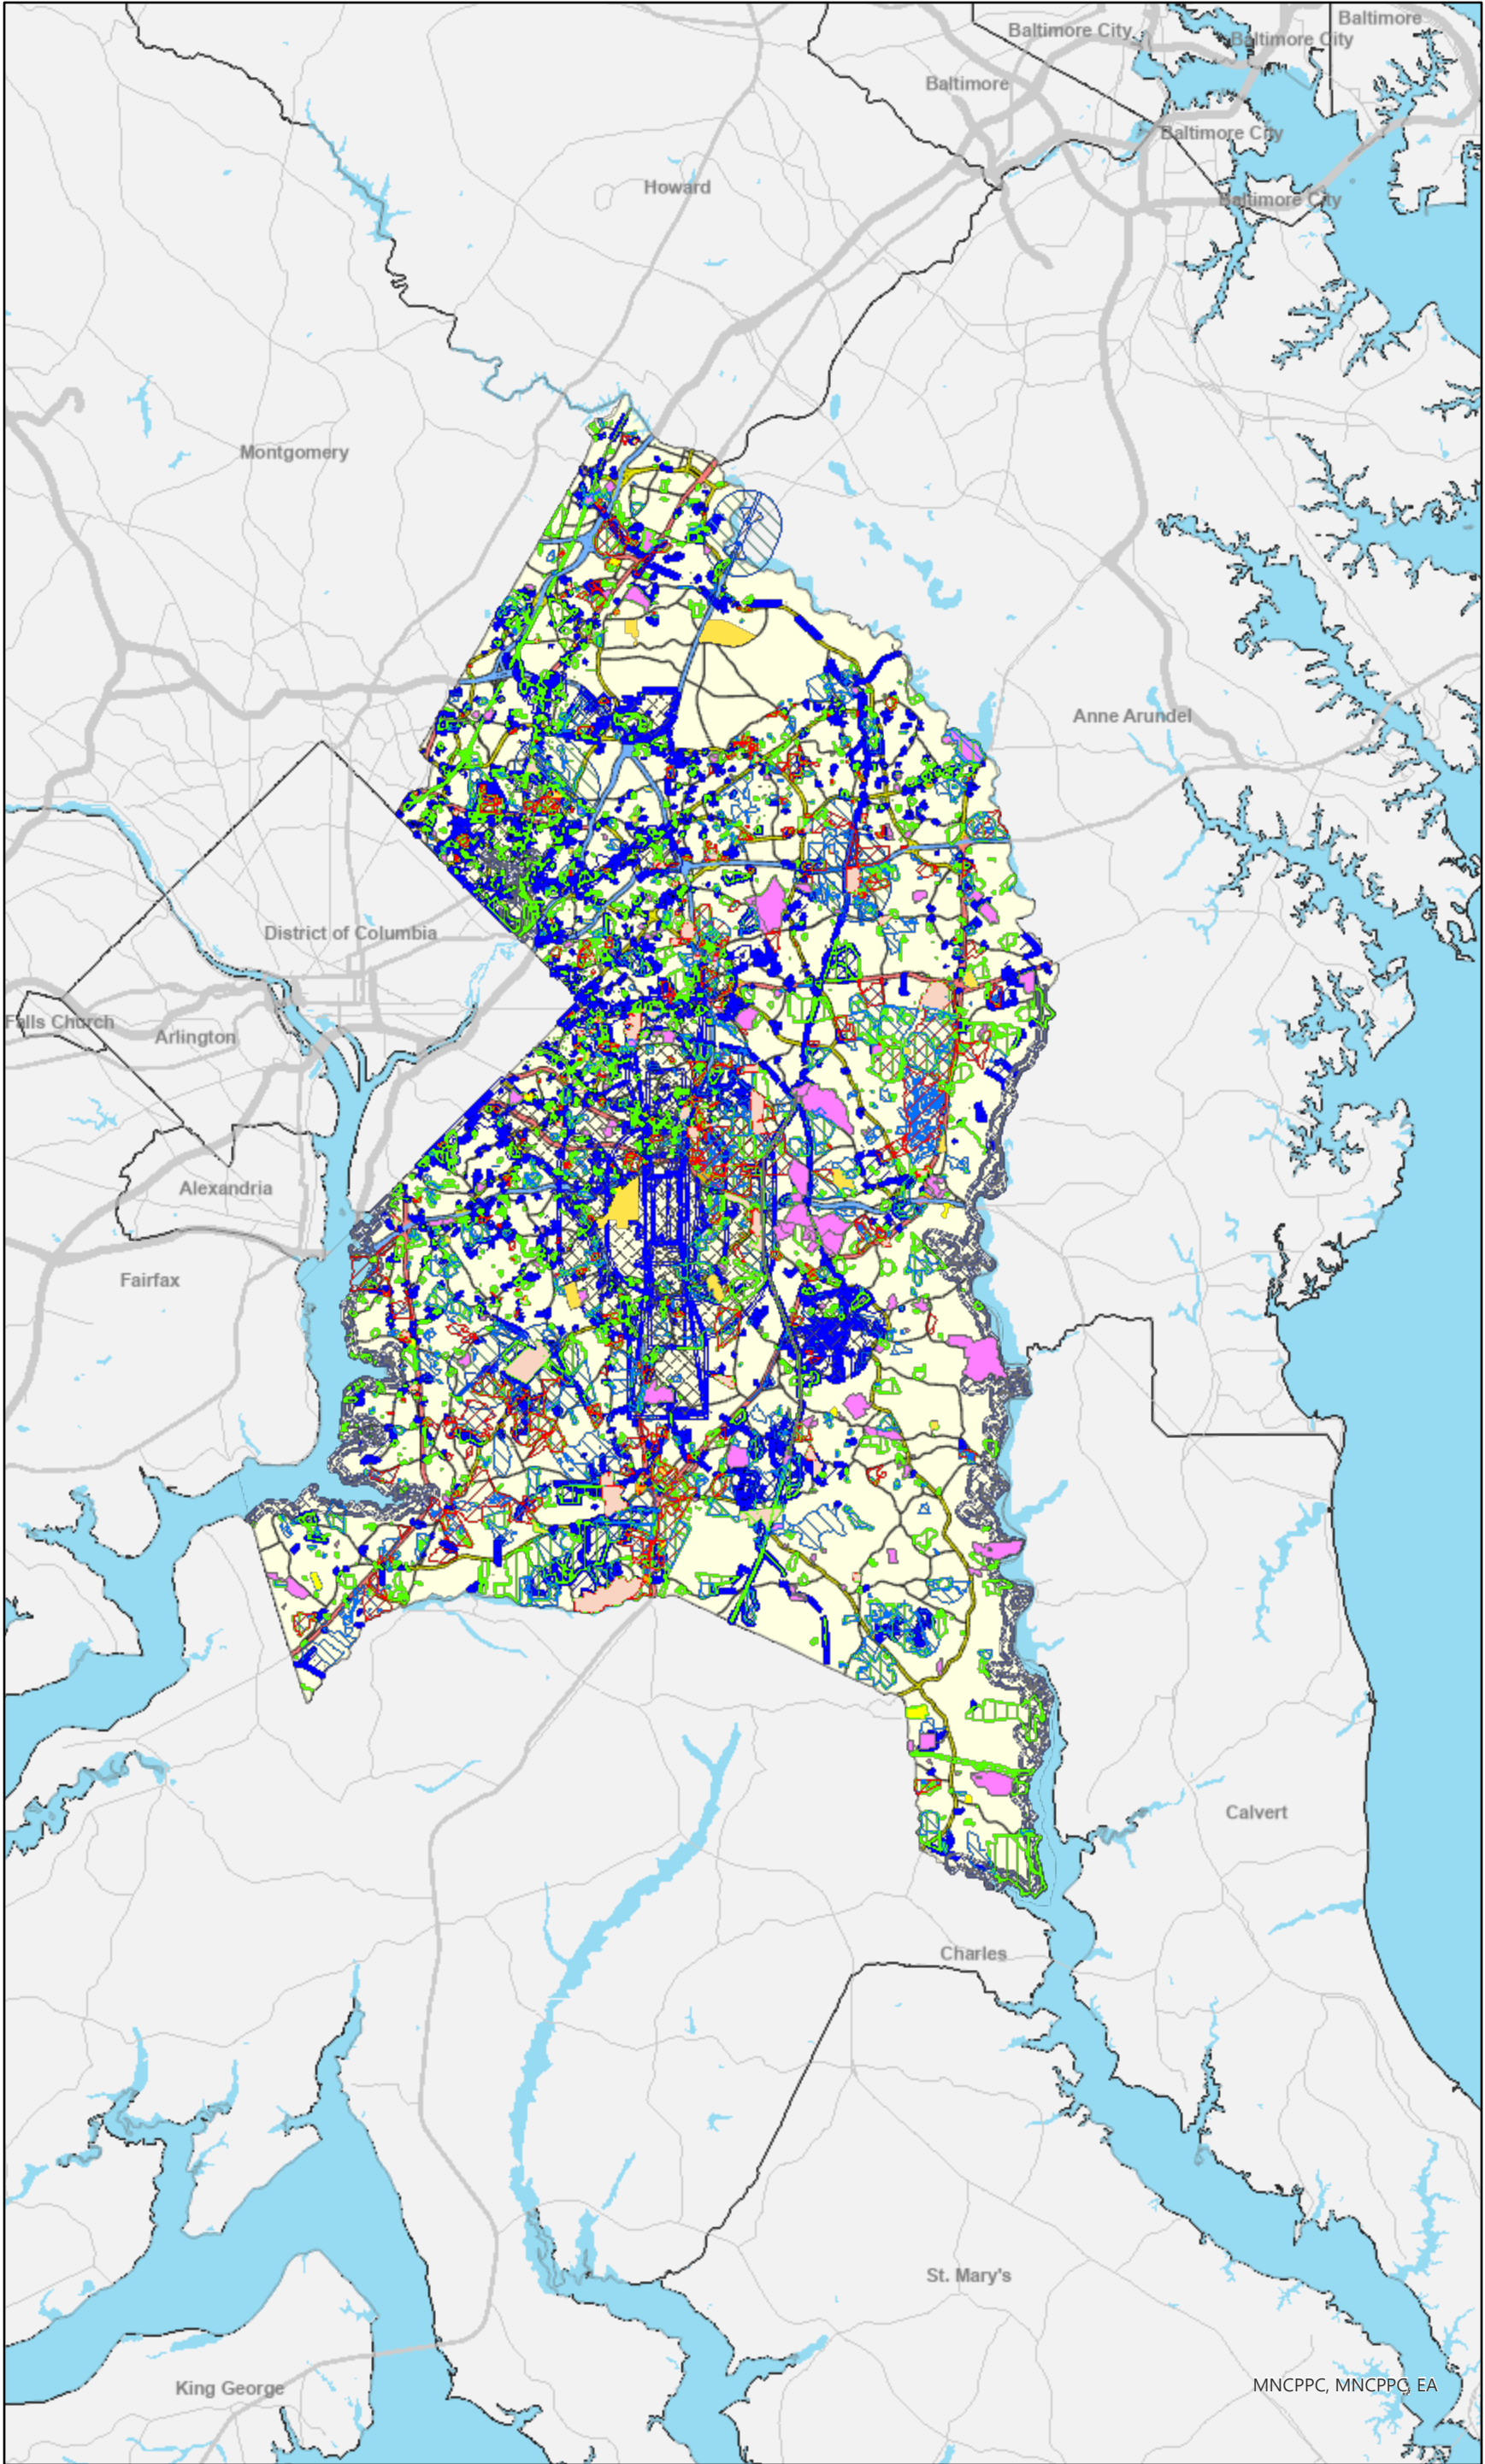 Baltimore
Baltimore City
Baltimore City
Baltimore
Baltimore City
Howard
Baltimore City
Montgomery
Anne Arundel
District of Columbia
Falls Church
Arlington
Alexandria
Fairfax
Calvert
Charles
St. Mary's
MNCPPC, MNCPPC, EA
King George